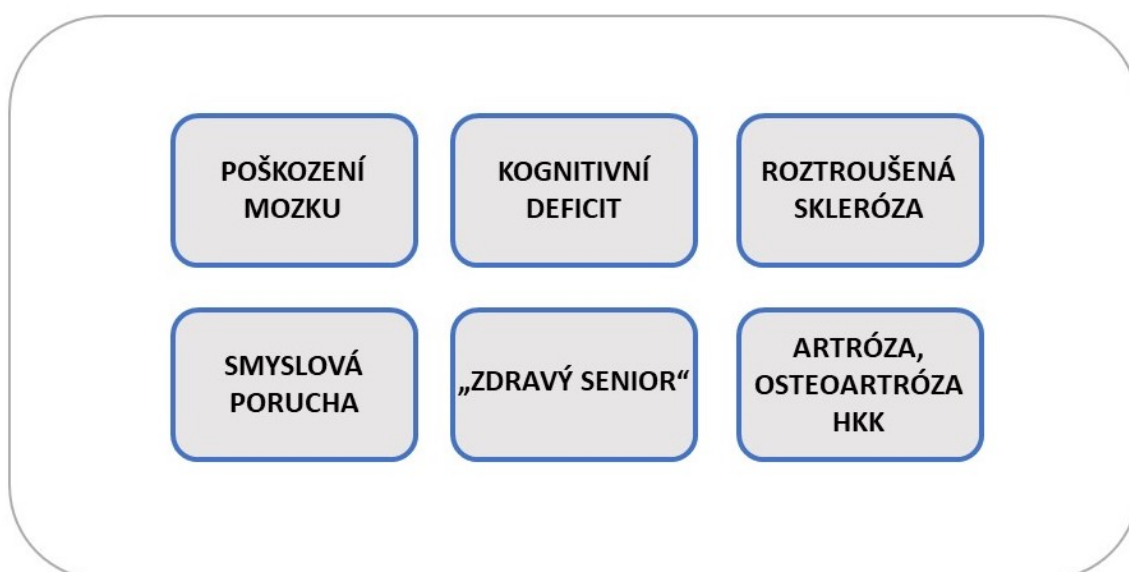 POŠKOZENÍ
MOZKU
KOGNITIVNÍ
DEFICIT
ROZTROUŠENÁ
SKLERÓZA
SMYSLOVÁ
PORUCHA
„ZDRAVÝ SENIOR“
ARTRÓZA,
OSTEOARTRÓZA
HKK